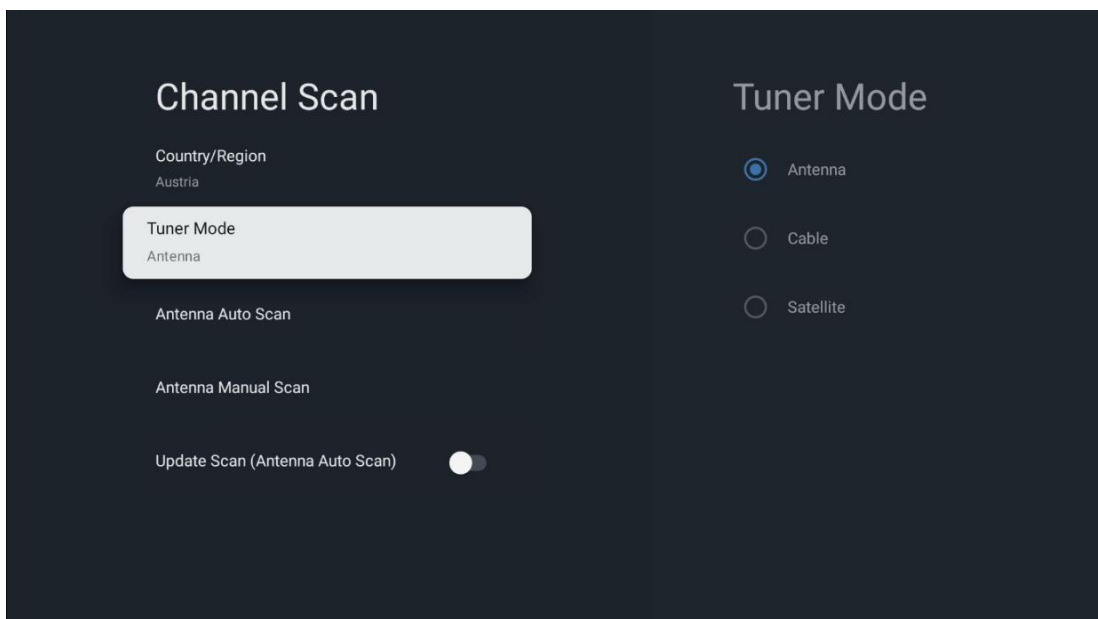 Channel Scan
Country/Region
Austria
Tuner Mode
Antenna
Antenna Auto Scan
Antenna Manual Scan
Update Scan (Antenna Auto Scan)
Tuner Mode
Antenna
Cable
Satellite